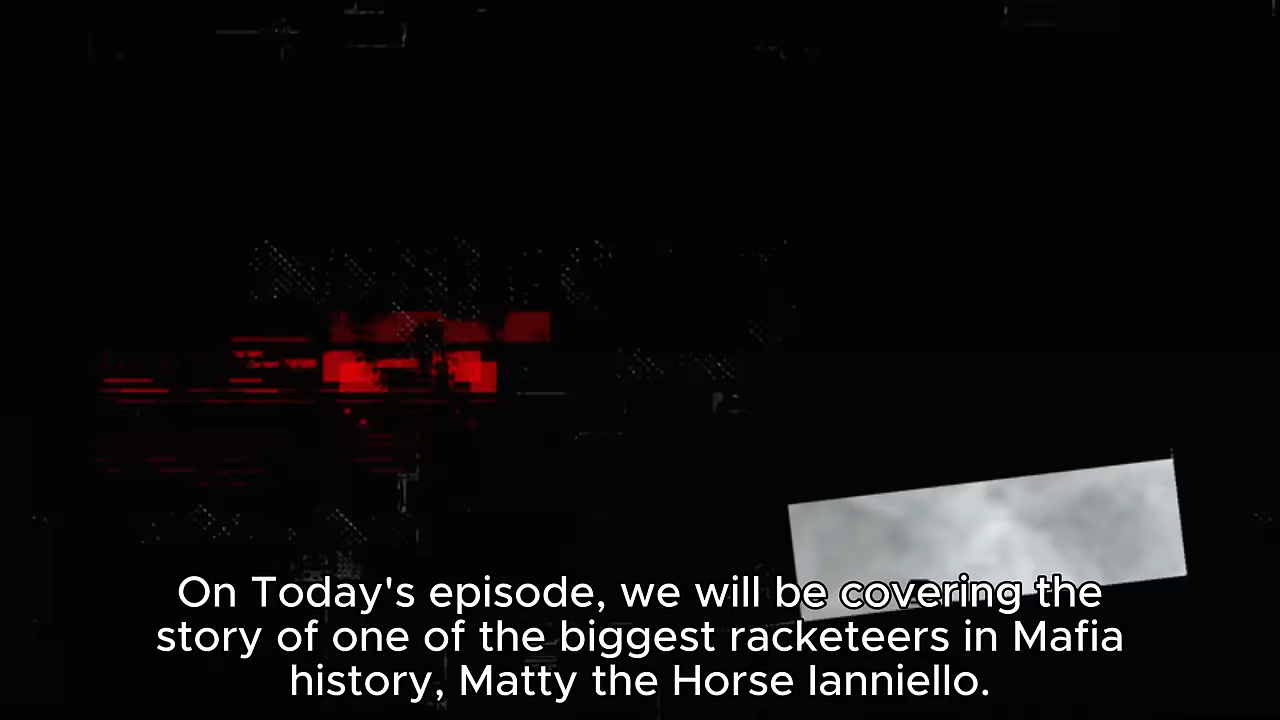 On Today's episode, we will be covering the
story of one of the biggest racketeers in Mafia
history, Matty the Horse Ianniello.